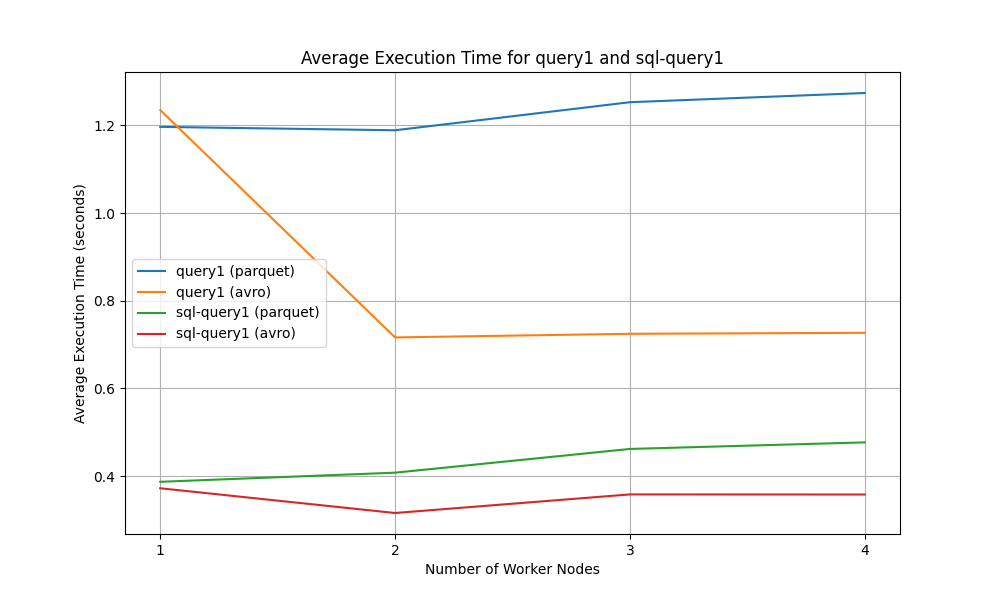 Average Execution Time for query1 and sql-query1
1.2
1.0
0.8
0.6
0.4
Average Execution Time (seconds)
query1 (parquet)
query1 (avro)
sql-query1 (parquet)
sql-query1 (avro)
1 2 3 4
Number of Worker Nodes